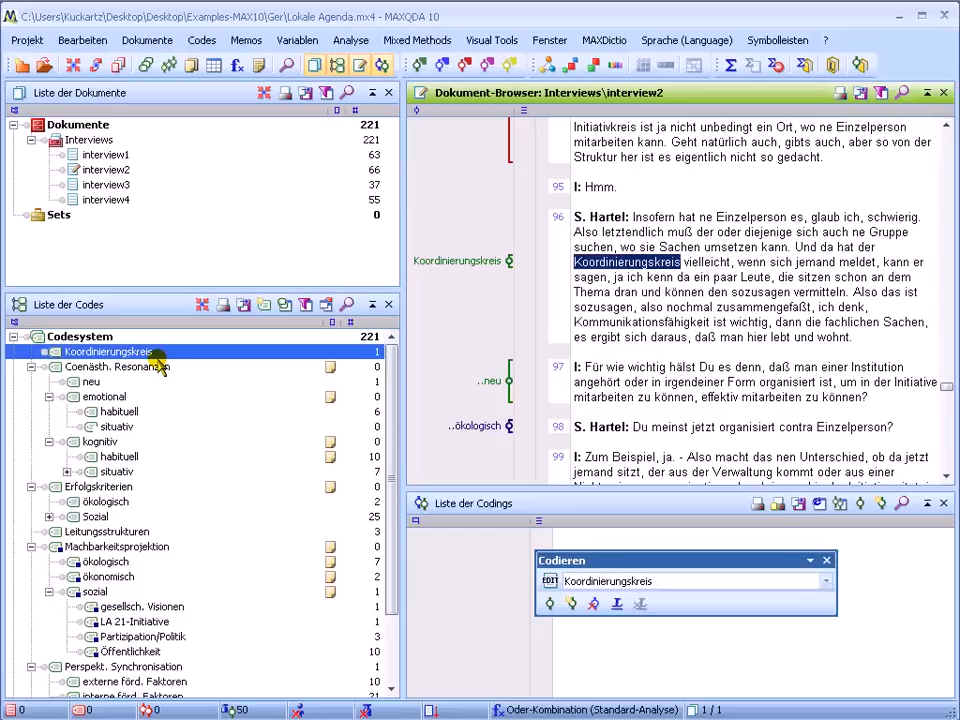 C:\Users\Kuckartz\Desktop\Desktop\Examples-MAX10\Ger\Lokale Agenda.mx4 - MAXQDA 10
Projekt Bearbeiten Dokumente Codes Memos Variablen Analyse Mixed Methods Visual Tools Fenster MAXDictio Sprache (Language) Symbolleisten ?
Liste der Dokumente
Dokumente 221
Interviews 221
interview1 63
interview2 66
interview3 37
interview4 55
Sets 0
Liste der Codes
Codesystem 221
Koordinierungskreis 1
Coenästh. Resonanzen 0
neu 1
emotional 0
habituell 6
situativ 0
kognitiv 0
habituell 10
situativ 7
Erfolgskriterien 0
ökologisch 2
Sozial 25
Leitungsstrukturen 3
Machbarkeitsprojektion 0
ökologisch 7
ökonomisch 2
sozial 1
gesellsch. Visionen 1
LA 21-Initiative 1
Partizipation/Politik 3
Öffentlichkeit 10
Perspekt. Synchronisation 1
externe förd. Faktoren 10
interne förd. Faktoren 21
Dokument-Browser: Interviews\interview2
Initiativkreis ist ja nicht unbedingt ein Ort, wo ne Einzelperson
mitarbeiten kann. Geht natürlich auch, gibts auch, aber so von der
Struktur her ist es eigentlich nicht so gedacht.
95 I: Hmm.
96 S. Hartel: Insofern hat ne Einzelperson es, glaub ich, schwierig.
Also letztendlich muß der oder diejenige sich auch ne Gruppe
suchen, wo sie Sachen umsetzen kann. Und da hat der
Koordinierungskreis Koordinierungskreis vielleicht, wenn sich jemand meldet, kann er
sagen, ja ich kenn da ein paar Leute, die sitzen schon an dem
Thema dran und können den sozusagen vermitteln. Also das ist
sozusagen, also nochmal zusammengefaßt, ich denk,
Kommunikationsfähigkeit ist wichtig, dann die fachlichen Sachen,
es ergibt sich daraus, daß man hier lebt und wohnt.
97 I: Für wie wichtig hälst Du es denn, daß man einer Institution
..neu angehört oder in irgendeiner Form organisiert ist, um in der Initiative
mitarbeiten zu können, effektiv mitarbeiten zu können?
..ökologisch 98 S. Hartel: Du meinst jetzt organisiert contra Einzelperson?
99 I: Zum Beispiel, ja. - Also macht das nen Unterschied, ob da jetzt
jemand sitzt, der aus der Verwaltung kommt oder aus einer
Liste der Codings
Codieren
EDIT Koordinierungskreis
0 0 0 50 Oder-Kombination (Standard-Analyse) 1 / 1